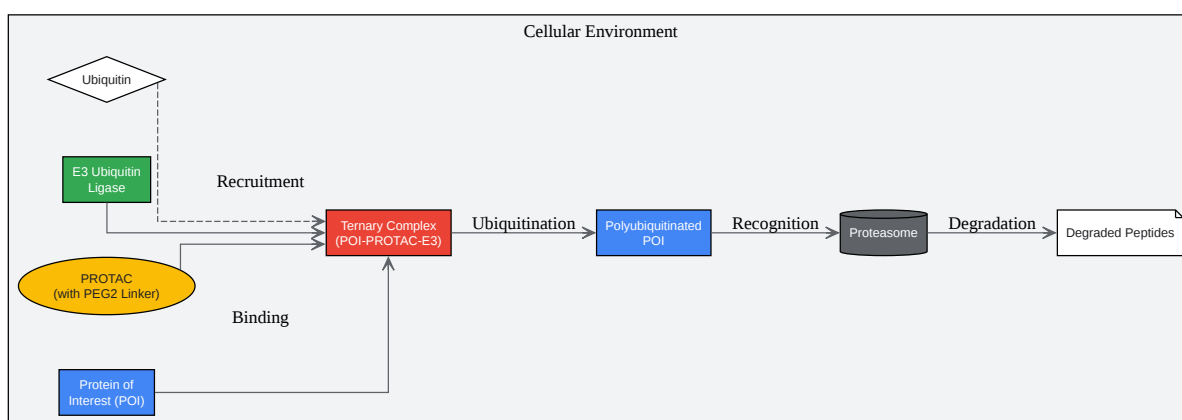 Cellular Environment
Ubiquitin
E3 Ubiquitin
Ligase
Recruitment
Ternary Complex
(POI-PROTAC-E3)
Ubiquitination
Polyubiquitinated
POI
Recognition
Proteasome
Degradation
Degraded Peptides
PROTAC
(with PEG2 Linker)
Binding
Protein of
Interest (POI)